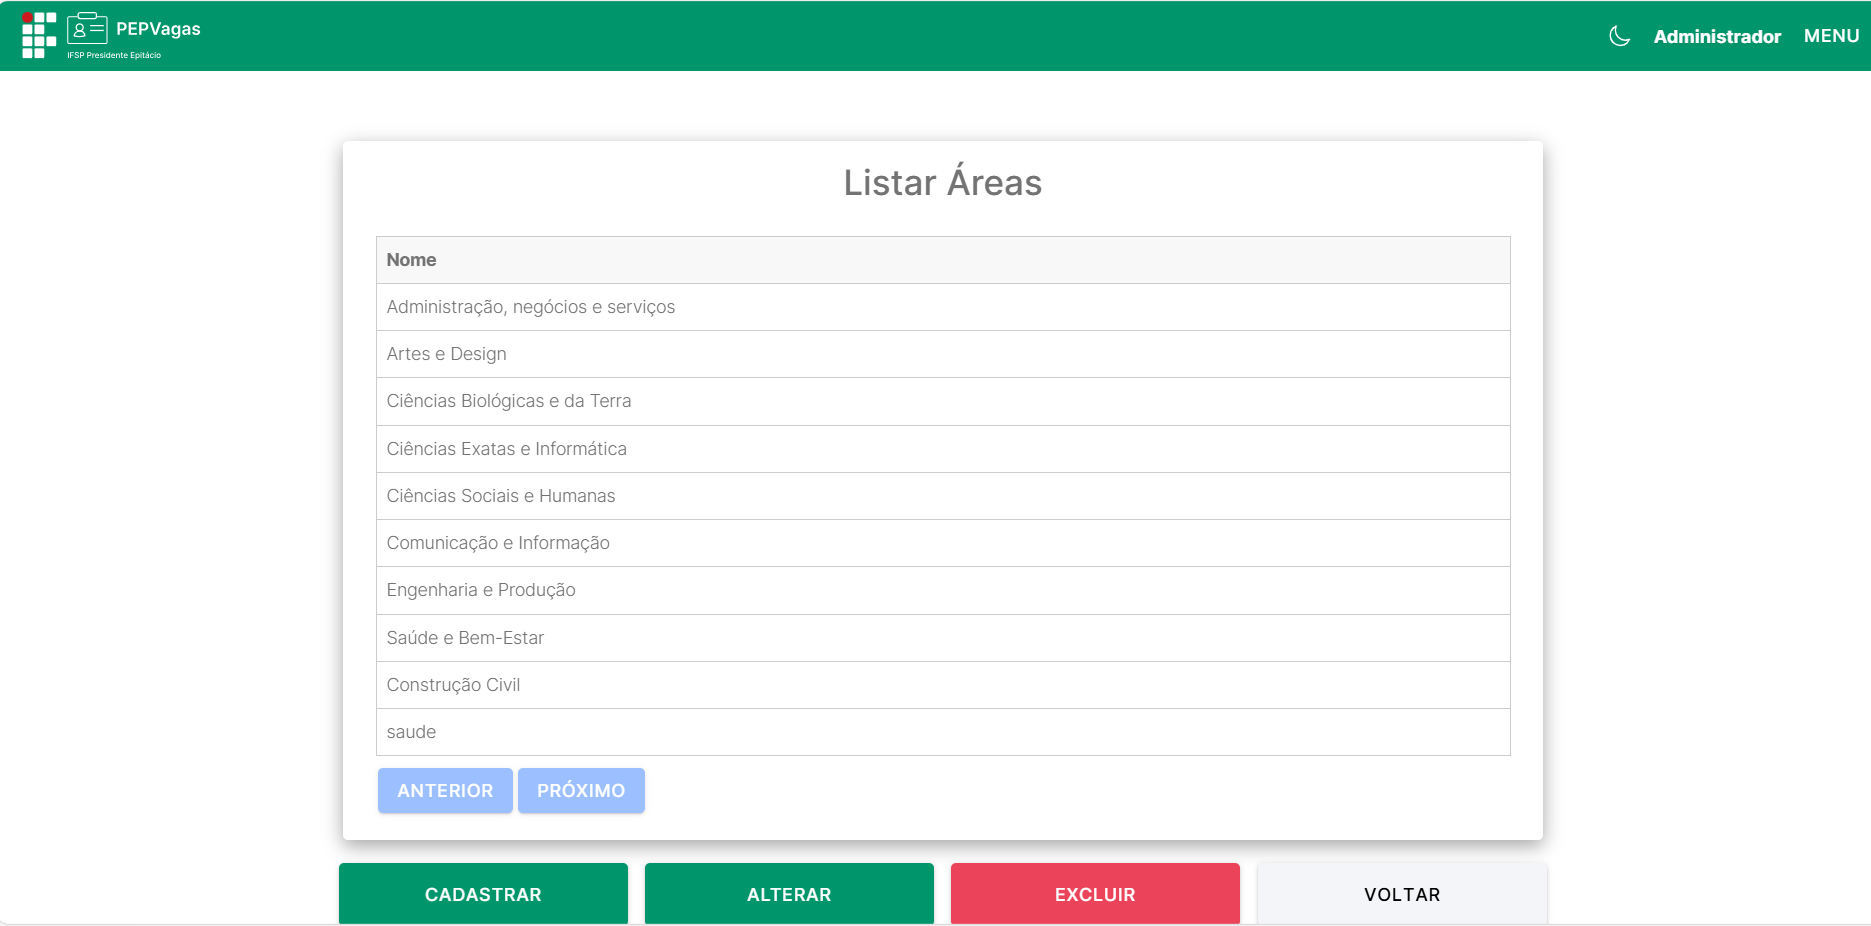 PEPVagas
IFSP Presidente Epitácio
Administrador
MENU
Listar Áreas
Nome
Administração, negócios e serviços
Artes e Design
Ciências Biológicas e da Terra
Ciências Exatas e Informática
Ciências Sociais e Humanas
Comunicação e Informação
Engenharia e Produção
Saúde e Bem-Estar
Construção Civil
saude
ANTERIOR
PRÓXIMO
CADASTRAR
ALTERAR
EXCLUIR
VOLTAR